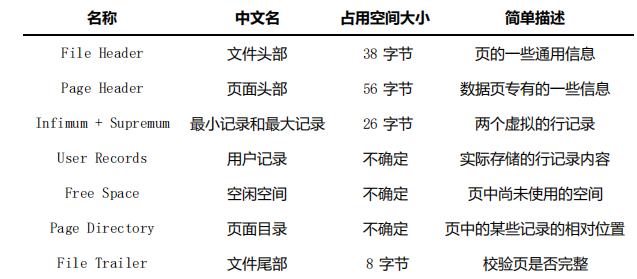 名称 中文名 占用空间大小 简单描述
File Header 文件头部 38 字节 页的一些通用信息
Page Header 页面头部 56 字节 数据页专有的一些信息
Infimum + Supremum 最小记录和最大记录 26 字节 两个虚拟的行记录
User Records 用户记录 不确定 实际存储的行记录内容
Free Space 空闲空间 不确定 页中尚未使用的空间
Page Directory 页面目录 不确定 页中的某些记录的相对位置
File Trailer 文件尾部 8 字节 校验页是否完整